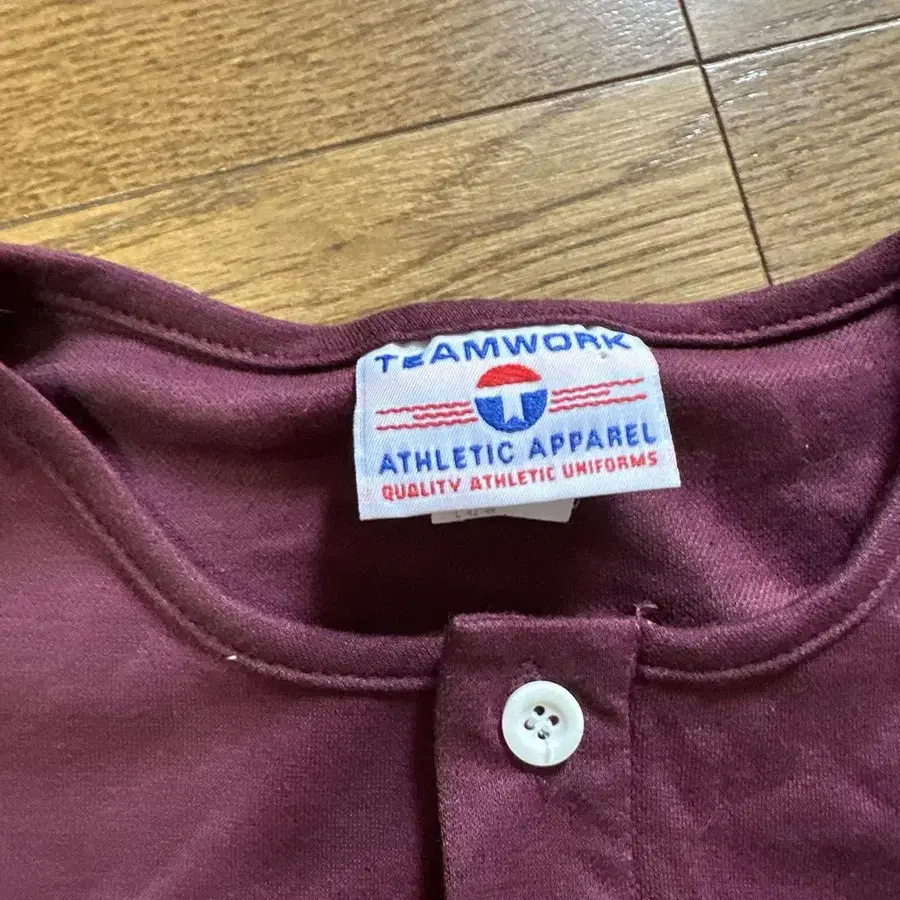 TEAMWORK
ATHLETIC APPAREL
QUALITY ATHLETIC UNIFORMS